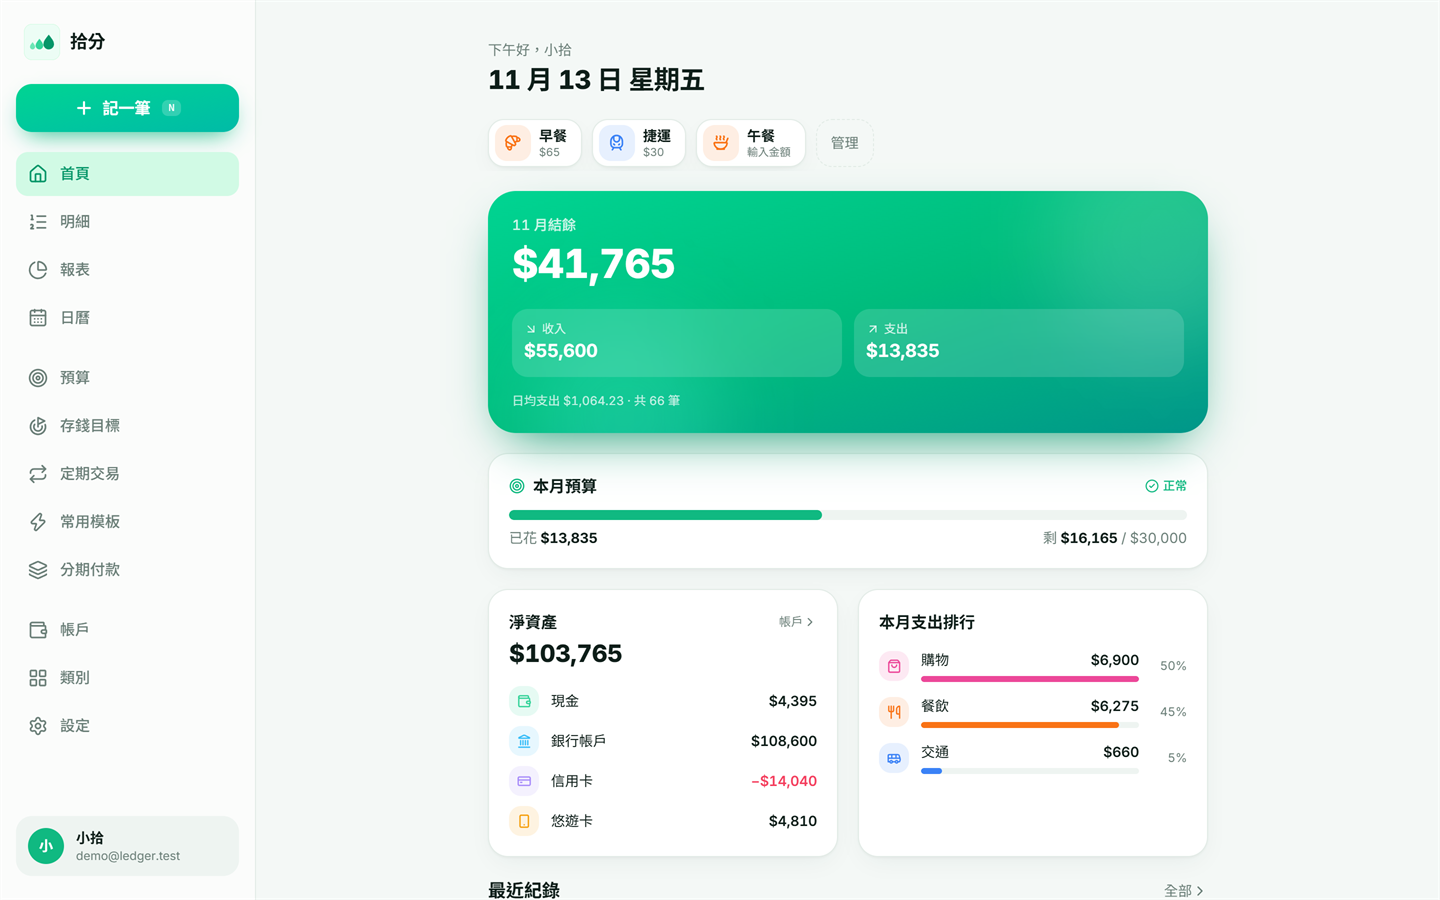 拾分
記一筆 N
首頁
明細
報表
日曆
預算
存錢目標
定期交易
常用模板
分期付款
帳戶
類別
設定
小
小拾
demo@ledger.test
下午好，小拾
11 月 13 日 星期五
早餐
$65
捷運
$30
午餐
輸入金額
管理
11 月結餘
$41,765
收入
$55,600
支出
$13,835
日均支出 $1,064.23 · 共 66 筆
本月預算
正常
已花 $13,835
剩 $16,165 / $30,000
淨資產
帳戶
$103,765
現金 $4,395
銀行帳戶 $108,600
信用卡 −$14,040
悠遊卡 $4,810
本月支出排行
購物 $6,900 50%
餐飲 $6,275 45%
交通 $660 5%
最近紀錄
全部